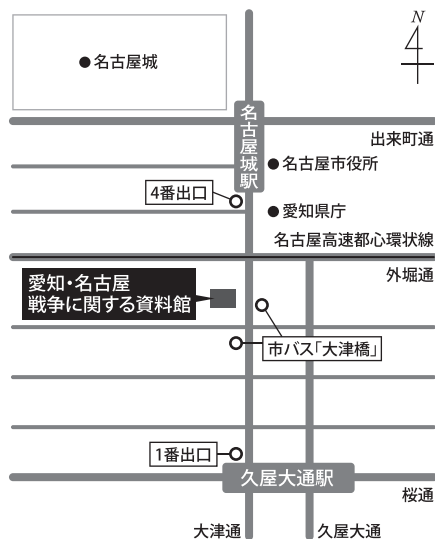 N
名古屋城
名古屋城駅
出来町通
名古屋市役所
4番出口
愛知県庁
名古屋高速都心環状線
外堀通
愛知・名古屋
戦争に関する資料館
市バス「大津橋」
1番出口
久屋大通駅
桜通
大津通
久屋大通